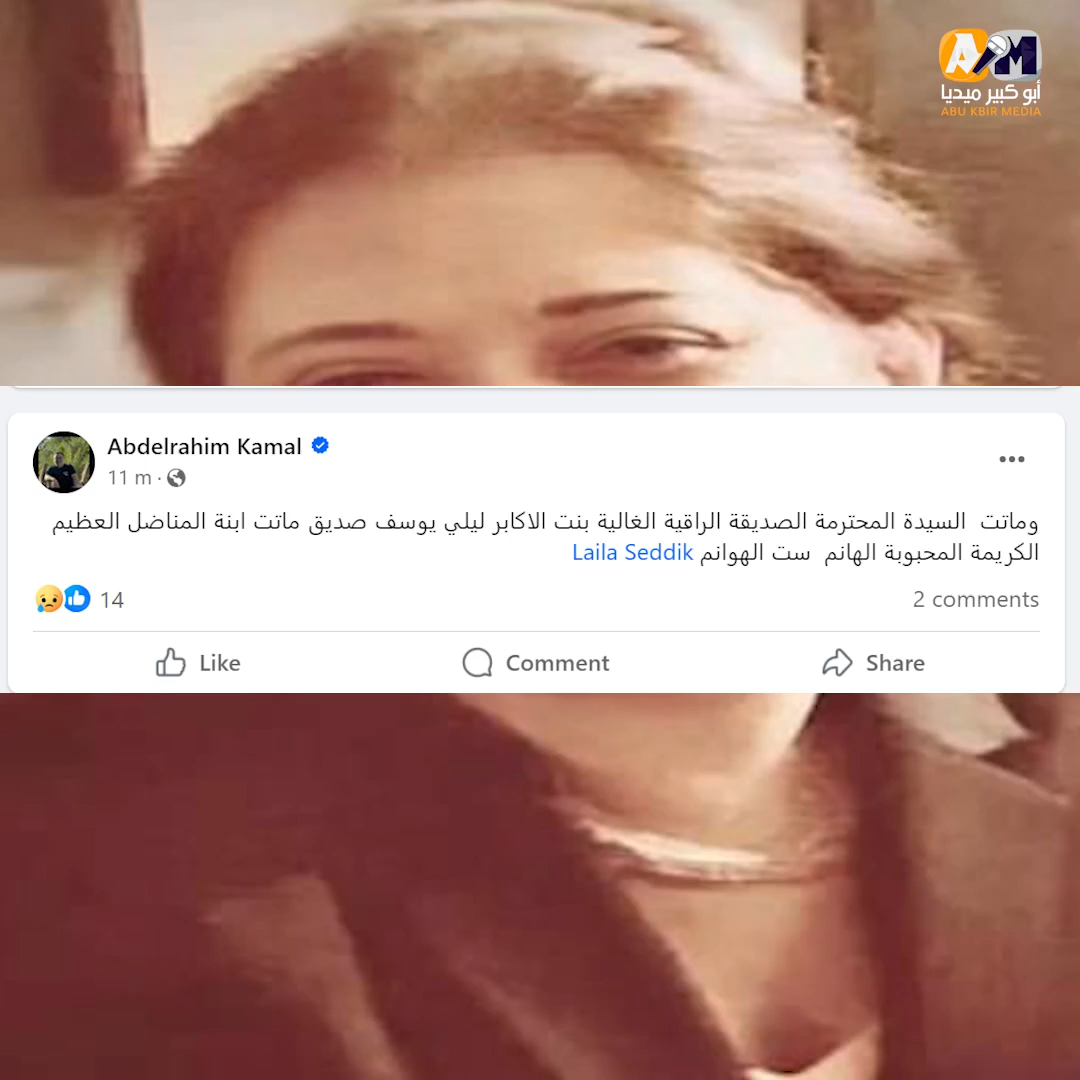 AM
أبو كبير ميديا
ABU KBIR MEDIA
Abdelrahim Kamal
11 m ·
وماتت السيدة المحترمة الصديقة الراقية الغالية بنت الاكابر ليلي يوسف صديق ماتت ابنة المناضل العظيم
الكريمة المحبوبة الهانم ست الهوانم Laila Seddik
14
2 comments
Like
Comment
Share